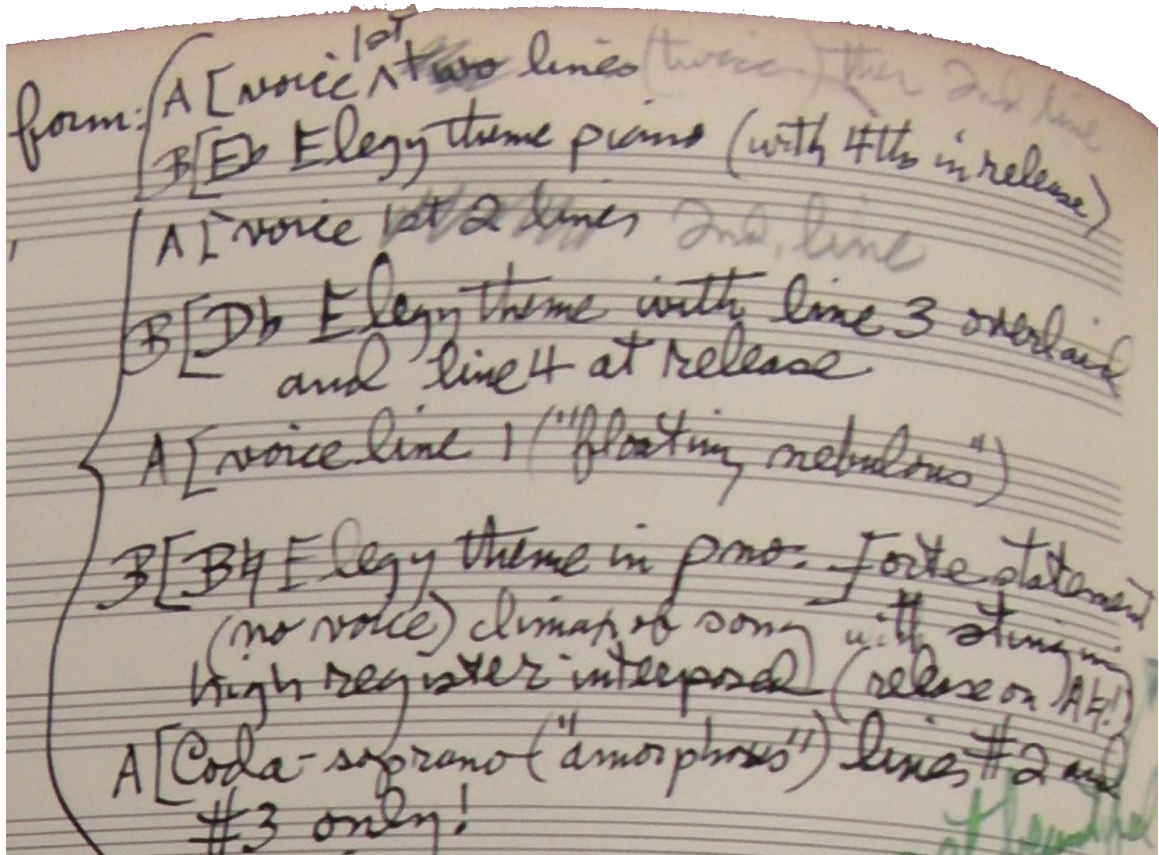 form: A [voice 1st two lines (twice) then 2nd line
B [Eb Elegy theme piano (with 4ths in release)
A [voice 1st 2 lines 2nd line
B [Db Elegy theme with line 3 overlaid
and line 4 at release
A [voice line 1 ("floating, nebulous")
B [B♮ Elegy theme in pno. forte statement
(no voice) climax of song with string in
high register interposed (release on A♮!)
A [Coda - soprano ("amorphous") lines #2 and
#3 only!